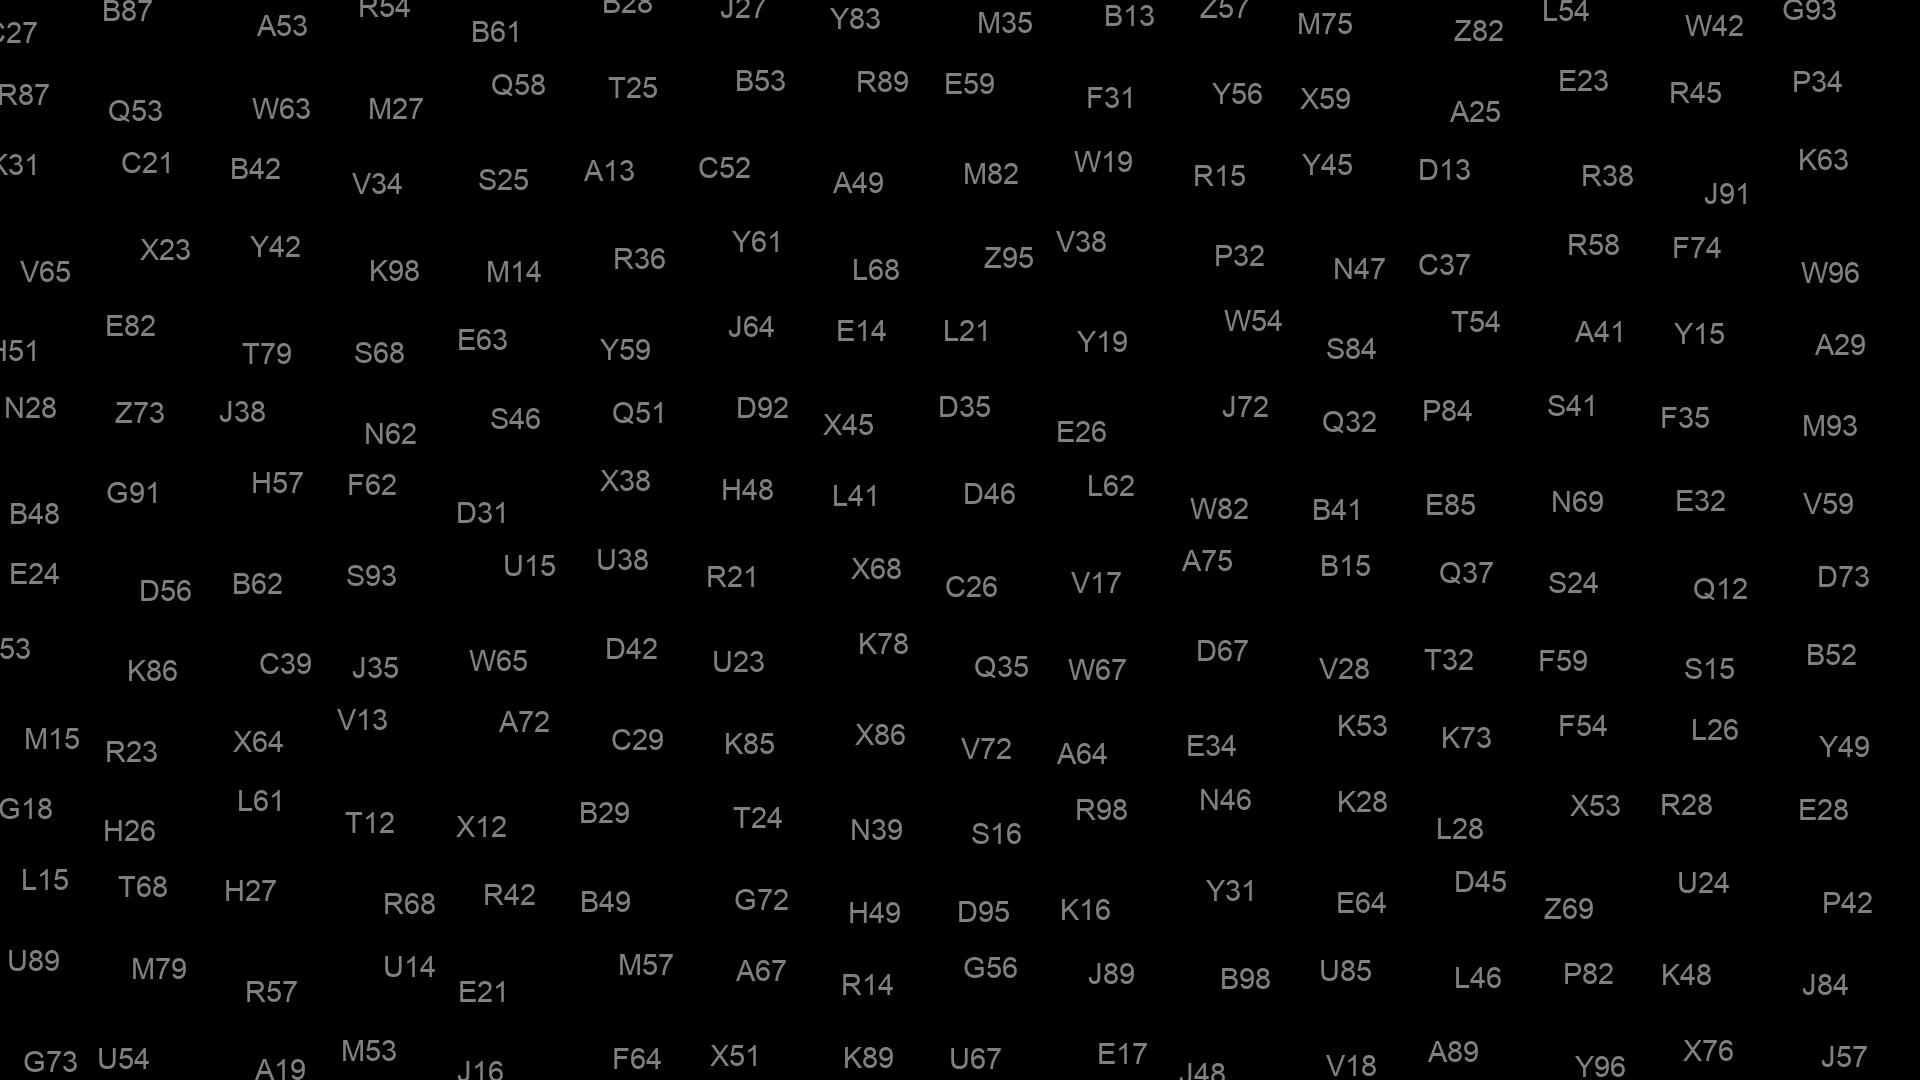 C27 B87 A53 R54 B61 B28 J27 Y83 M35 B13 Z57 M75 Z82 L54 W42 G93
R87 Q53 W63 M27 Q58 T25 B53 R89 E59 F31 Y56 X59 A25 E23 R45 P34
K31 C21 B42 V34 S25 A13 C52 A49 M82 W19 R15 Y45 D13 R38 J91 K63
V65 X23 Y42 K98 M14 R36 Y61 L68 Z95 V38 P32 N47 C37 R58 F74 W96
H51 E82 T79 S68 E63 Y59 J64 E14 L21 Y19 W54 S84 T54 A41 Y15 A29
N28 Z73 J38 N62 S46 Q51 D92 X45 D35 E26 J72 Q32 P84 S41 F35 M93
B48 G91 H57 F62 D31 X38 H48 L41 D46 L62 W82 B41 E85 N69 E32 V59
E24 D56 B62 S93 U15 U38 R21 X68 C26 V17 A75 B15 Q37 S24 Q12 D73
53 K86 C39 J35 W65 D42 U23 K78 Q35 W67 D67 V28 T32 F59 S15 B52
M15 R23 X64 V13 A72 C29 K85 X86 V72 A64 E34 K53 K73 F54 L26 Y49
G18 H26 L61 T12 X12 B29 T24 N39 S16 R98 N46 K28 L28 X53 R28 E28
L15 T68 H27 R68 R42 B49 G72 H49 D95 K16 Y31 E64 D45 Z69 U24 P42
U89 M79 R57 U14 E21 M57 A67 R14 G56 J89 B98 U85 L46 P82 K48 J84
G73 U54 A19 M53 J16 F64 X51 K89 U67 E17 J48 V18 A89 Y96 X76 J57